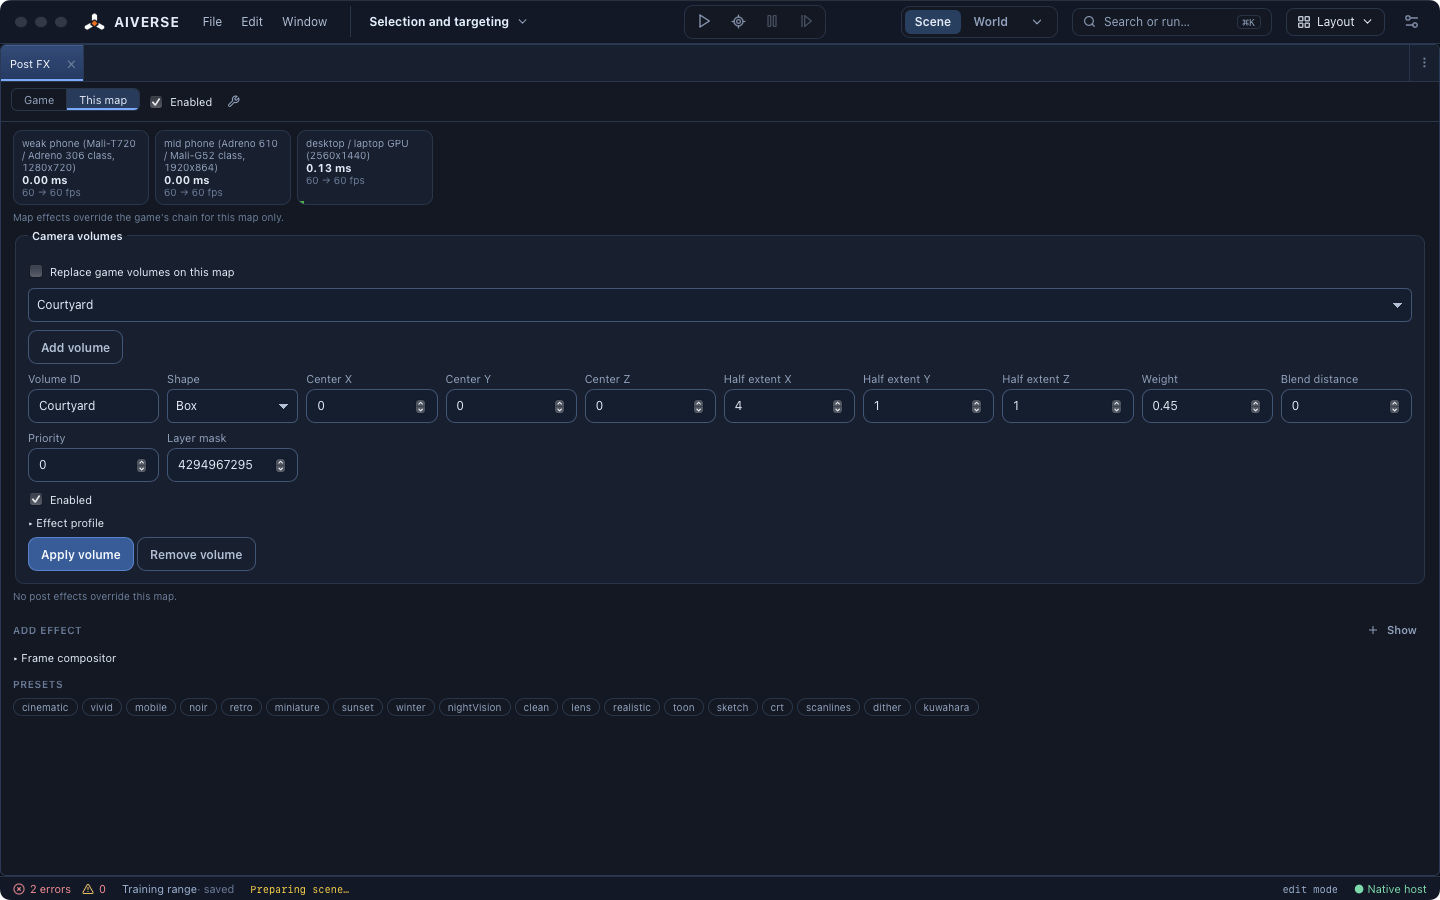 AIVERSE File Edit Window Selection and targeting Scene World Search or run... ⌘K Layout
Post FX
Game This map Enabled
weak phone (Mali-T720 / Adreno 306 class, 1280x720)
0.00 ms
60 → 60 fps
mid phone (Adreno 610 / Mali-G52 class, 1920x864)
0.00 ms
60 → 60 fps
desktop / laptop GPU (2560x1440)
0.13 ms
60 → 60 fps
Map effects override the game's chain for this map only.
Camera volumes
Replace game volumes on this map
Courtyard
Add volume
Volume ID Shape Center X Center Y Center Z Half extent X Half extent Y Half extent Z Weight Blend distance
Courtyard Box 0 0 0 4 1 1 0.45 0
Priority Layer mask
0 4294967295
Enabled
Effect profile
Apply volume Remove volume
No post effects override this map.
ADD EFFECT + Show
Frame compositor
PRESETS
cinematic vivid mobile noir retro miniature sunset winter nightVision clean lens realistic toon sketch crt scanlines dither kuwahara
2 errors 0 Training range · saved Preparing scene… edit mode Native host